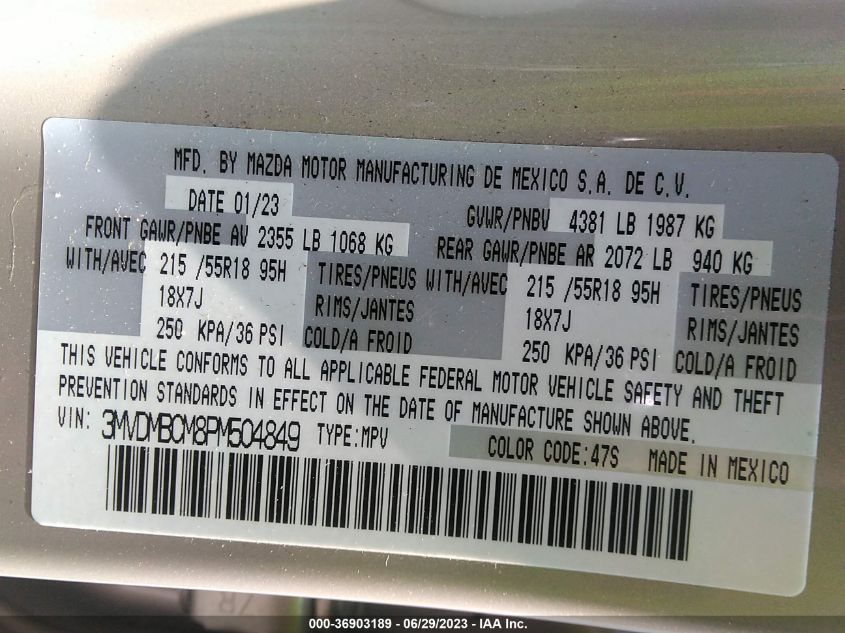 MFD. BY MAZDA MOTOR MANUFACTURING DE MEXICO S.A. DE C.V.
DATE 01/23 GVWR/PNBV 4381 LB 1987 KG
FRONT GAWR/PNBE AV 2355 LB 1068 KG REAR GAWR/PNBE AR 2072 LB 940 KG
WITH/AVEC 215 /55R18 95H TIRES/PNEUS WITH/AVEC 215 /55R18 95H TIRES/PNEUS
18X7J RIMS/JANTES 18X7J RIMS/JANTES
250 KPA/36 PSI COLD/A FROID 250 KPA/36 PSI COLD/A FROID
THIS VEHICLE CONFORMS TO ALL APPLICABLE FEDERAL MOTOR VEHICLE SAFETY AND THEFT
PREVENTION STANDARDS IN EFFECT ON THE DATE OF MANUFACTURE SHOWN ABOVE.
VIN: 3MVDMBCM8PM504849 TYPE:MPV COLOR CODE:47S MADE IN MEXICO
000-36903189 - 06/29/2023 - IAA Inc.